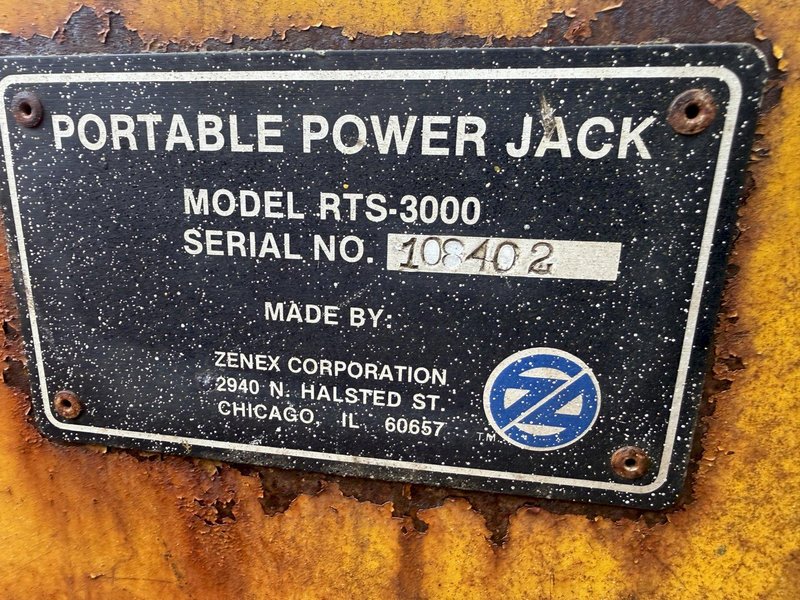 PORTABLE POWER JACK
MODEL RTS-3000
SERIAL NO. 108402
MADE BY:
ZENEX CORPORATION
2940 N. HALSTED ST.
CHICAGO, IL 60657
TM